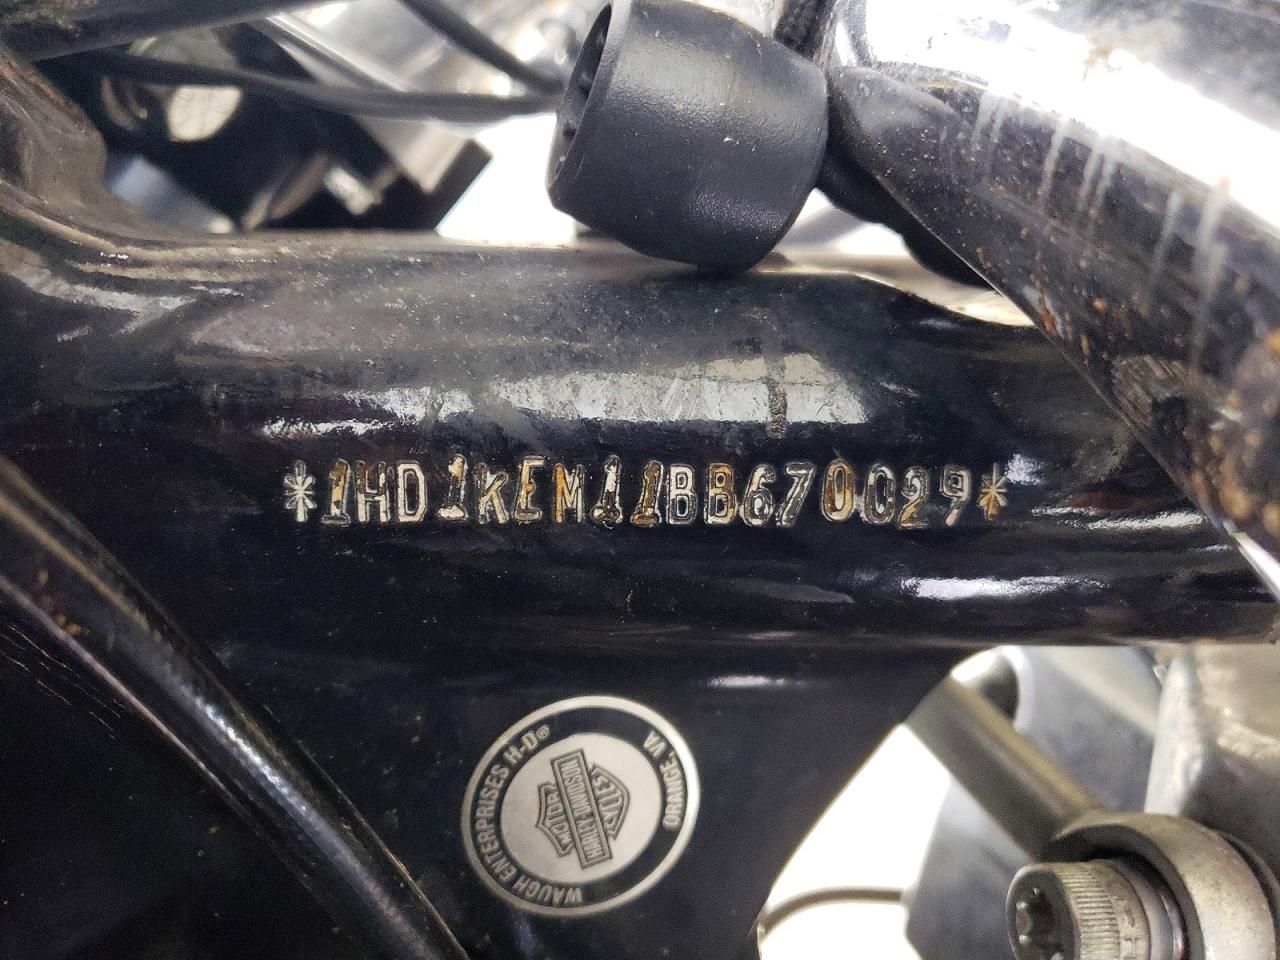 *1HD1KEM11BB670029*
WAUGH ENTERPRISES H-D®
ORANGE, VA
MOTOR
HARLEY-DAVIDSON
CYCLES